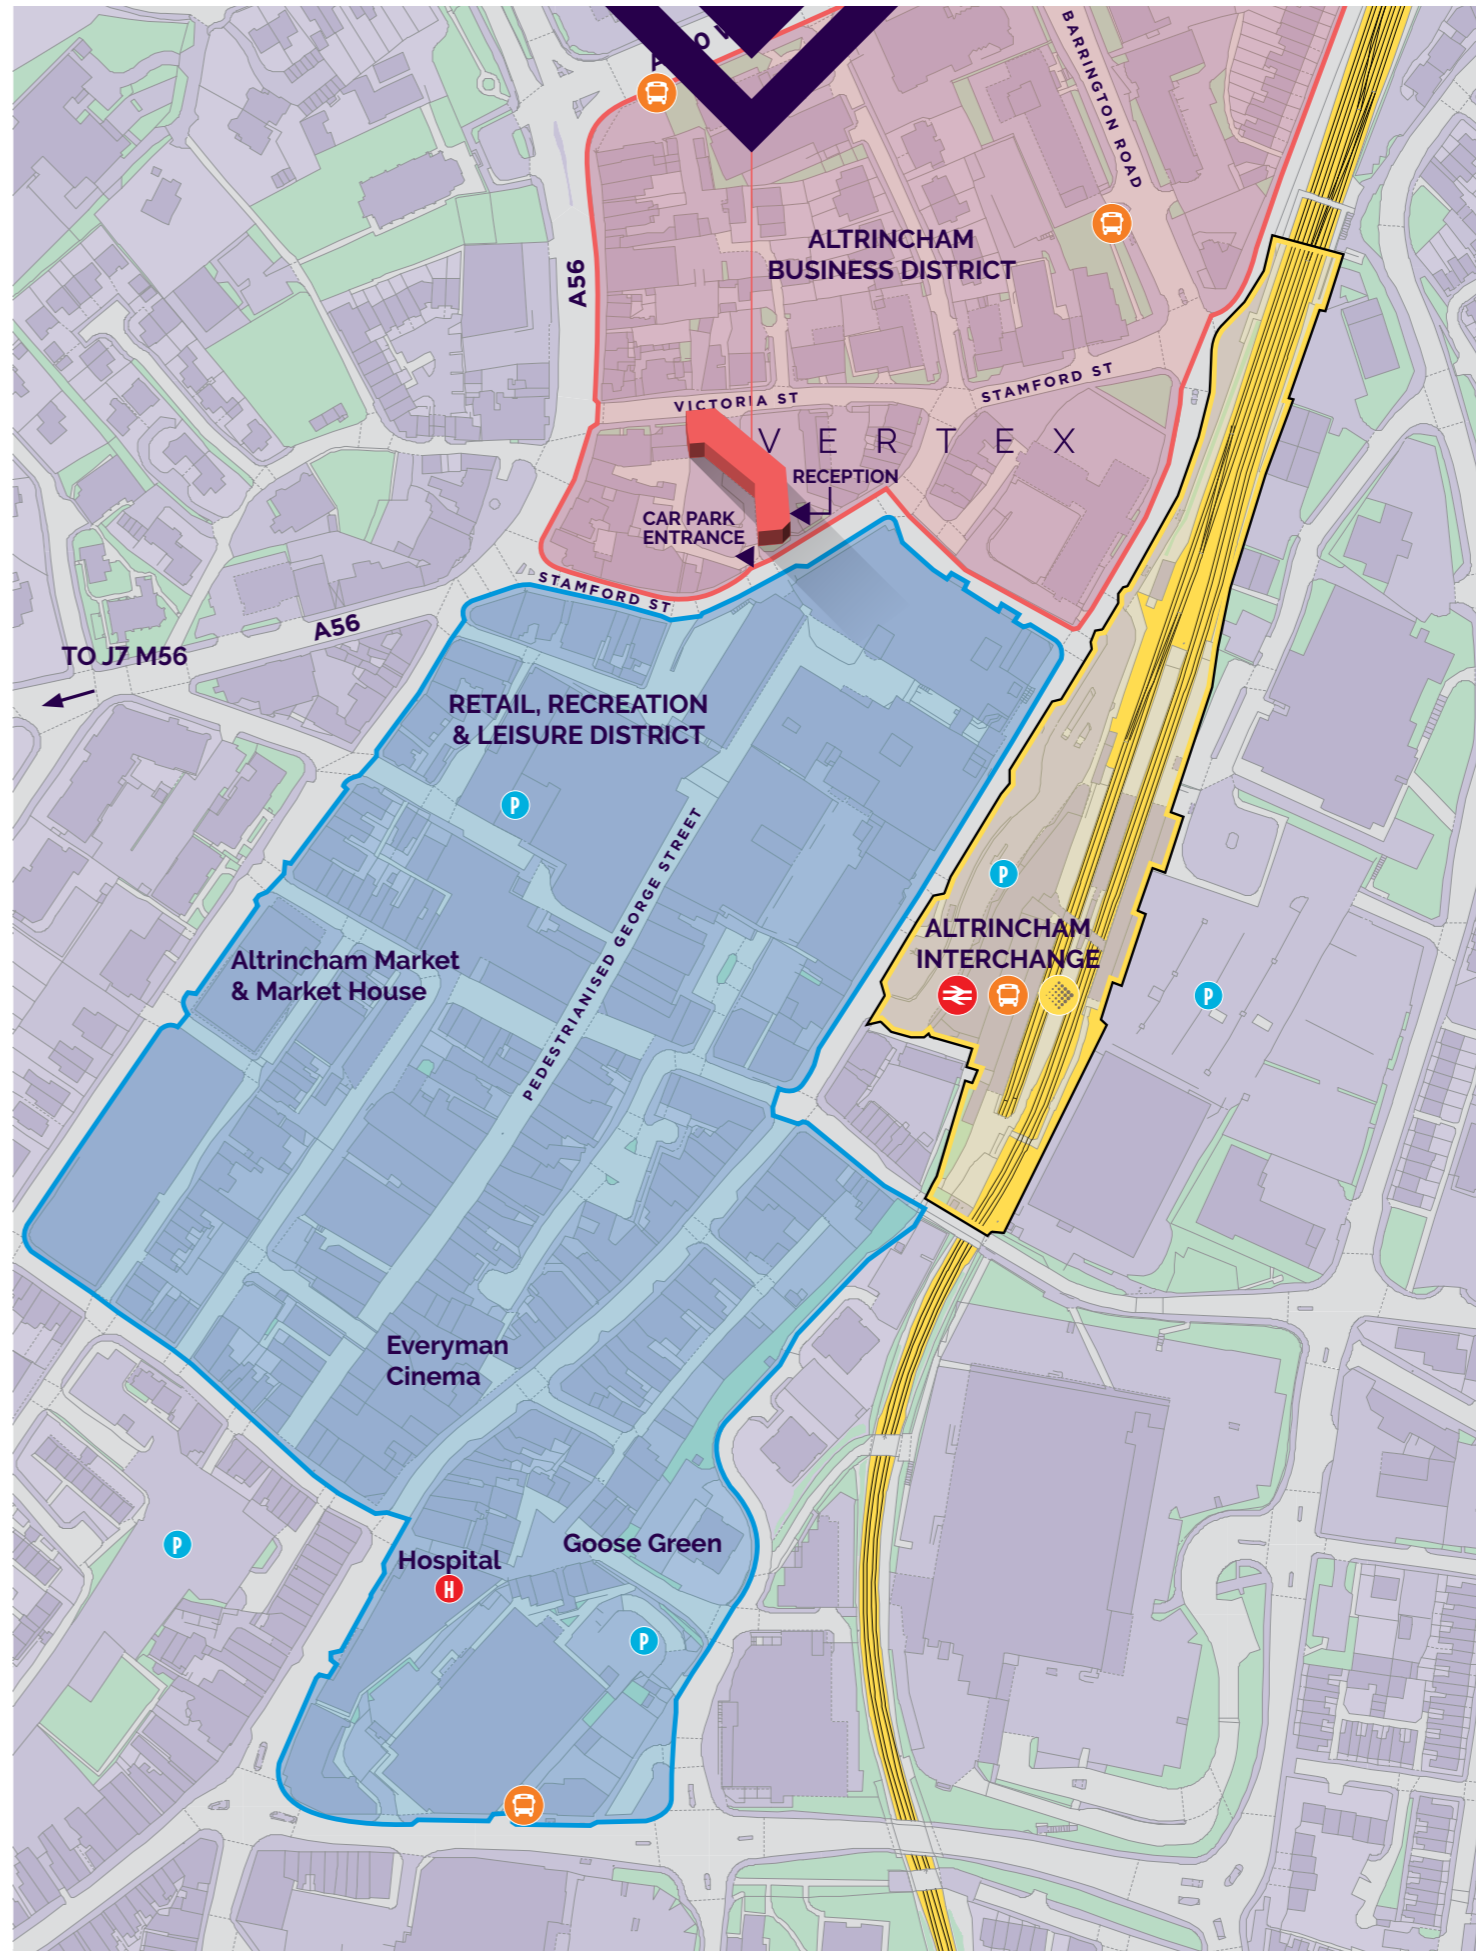 BARRINGTON ROAD
A56
ALTRINCHAM
BUSINESS DISTRICT
VICTORIA ST
STAMFORD ST
VERTEX
RECEPTION
CAR PARK
ENTRANCE
STAMFORD ST
A56
TO J7 M56
RETAIL, RECREATION
& LEISURE DISTRICT
P
PEDESTRIANISED GEORGE STREET
P
ALTRINCHAM
INTERCHANGE
Altrincham Market
& Market House
P
Everyman
Cinema
P
Goose Green
Hospital
H
P